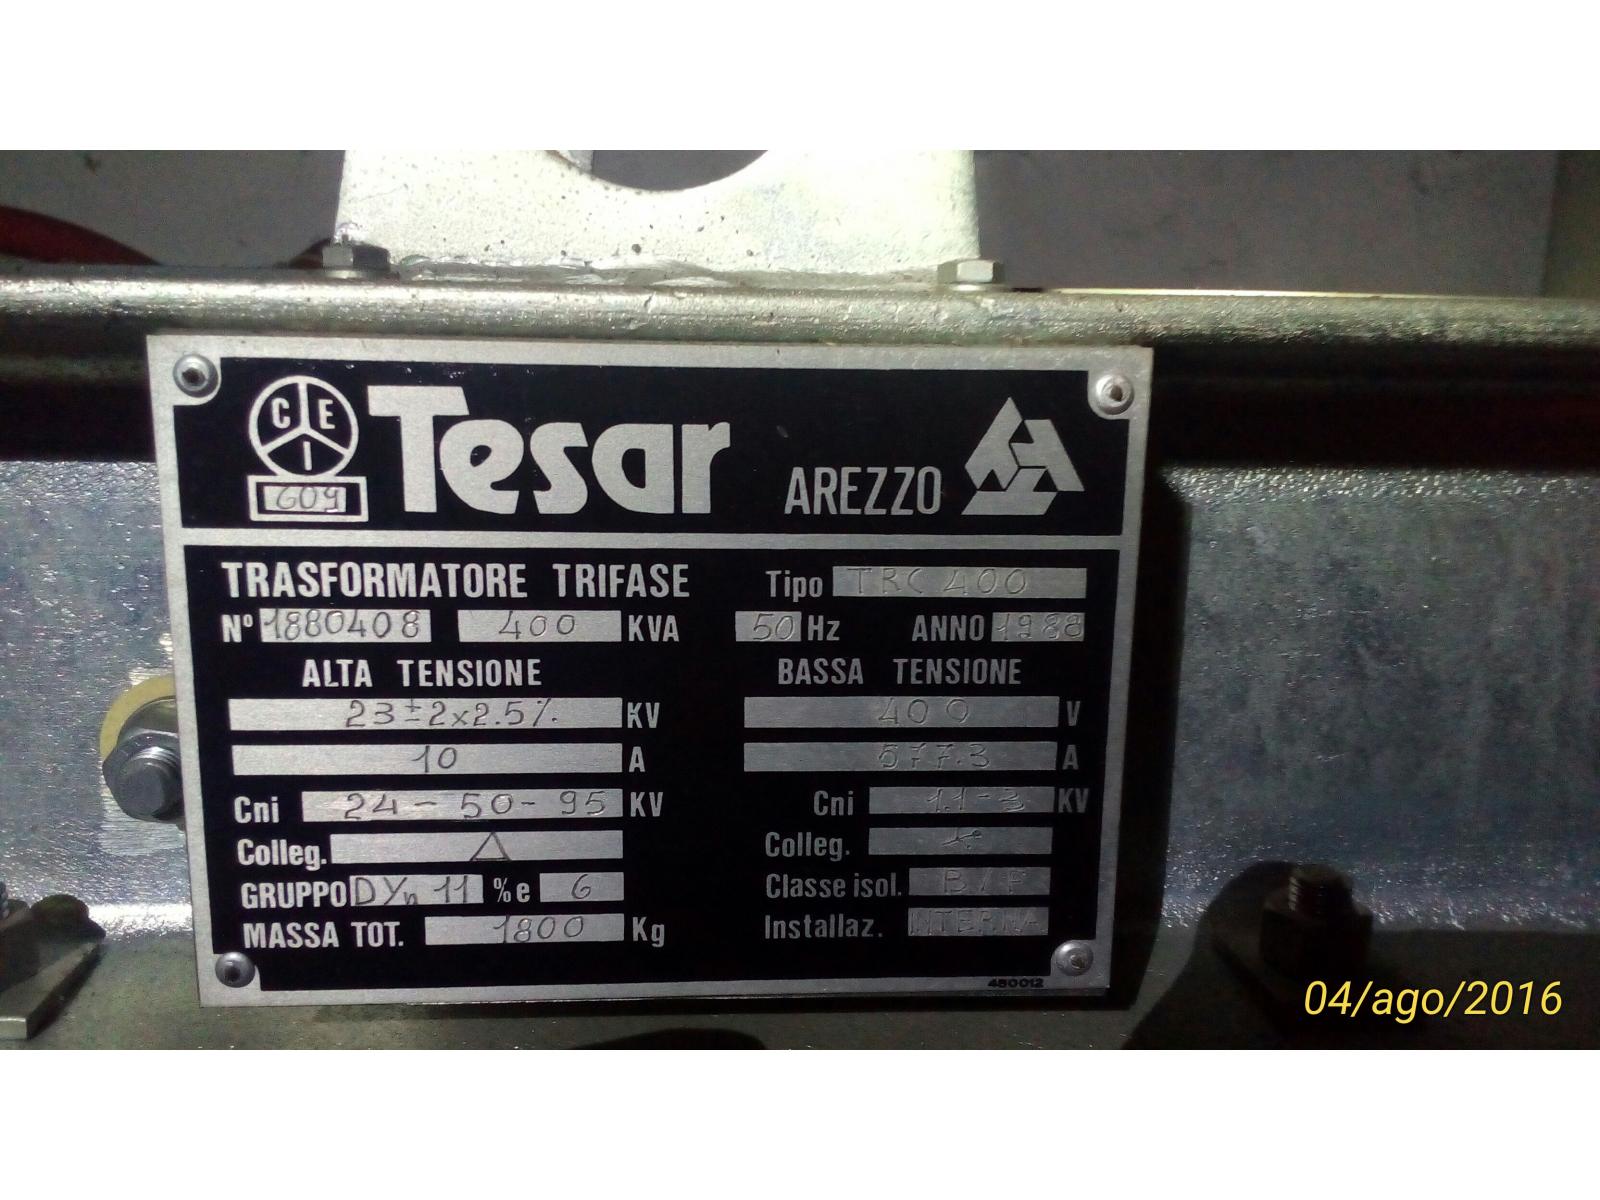 CEI
609
Tesar AREZZO
TRASFORMATORE TRIFASE Tipo TRC 400
Nº 1880408 400 KVA 50 Hz ANNO 1988
ALTA TENSIONE BASSA TENSIONE
23±2x2.5% KV 400 V
10 A 577.3 A
Cni 24-50-95 KV Cni 1.1-3 KV
Colleg. △ Colleg.
GRUPPO DYn 11 %e 6 Classe isol. B/F
MASSA TOT. 1800 Kg Installaz. INTERNA
480012
04/ago/2016